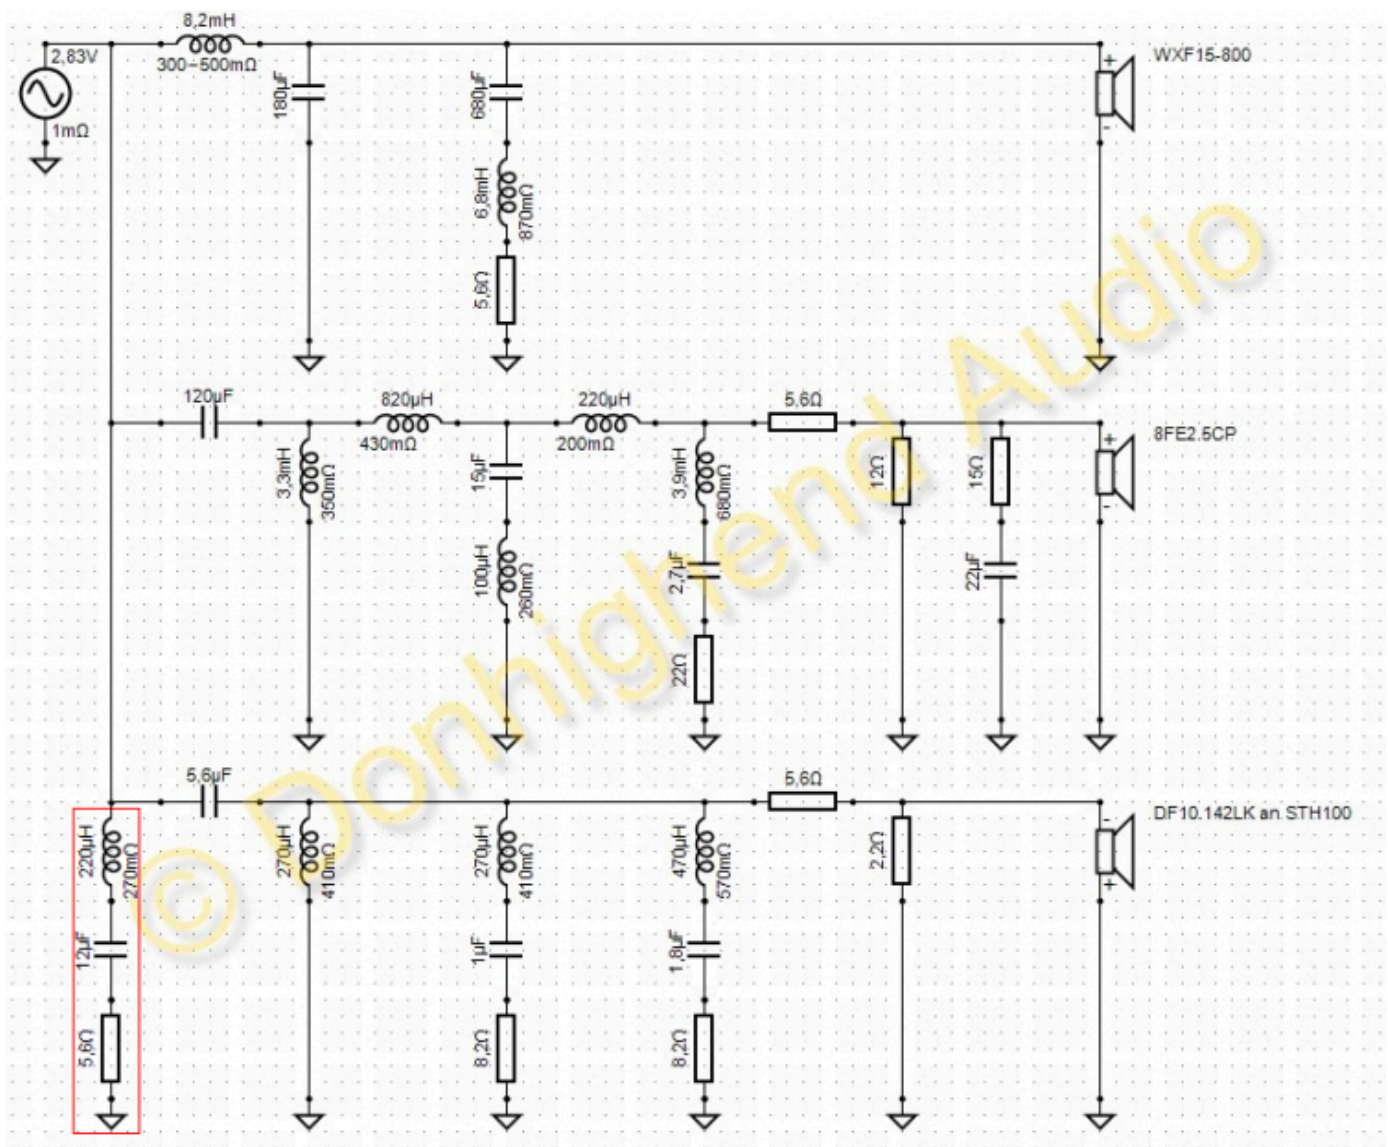 8,2mH
2,83V
300–500mΩ
1mΩ
180µF
680µF
6,8mH
870mΩ
5,6Ω
+
-
WXF15-800
120µF
820µH
430mΩ
220µH
200mΩ
5,6Ω
3,3mH
350mΩ
15µF
100µH
260mΩ
3,9mH
680mΩ
2,7µF
22Ω
12Ω
15Ω
22µF
+
-
8FE2.5CP
5,6µF
5,6Ω
220µH
270mΩ
12µF
5,6Ω
270µH
410mΩ
270µH
410mΩ
1µF
8,2Ω
470µH
570mΩ
1,8µF
8,2Ω
2,2Ω
-
+
DF10.142LK an STH100
© Donhighend Audio